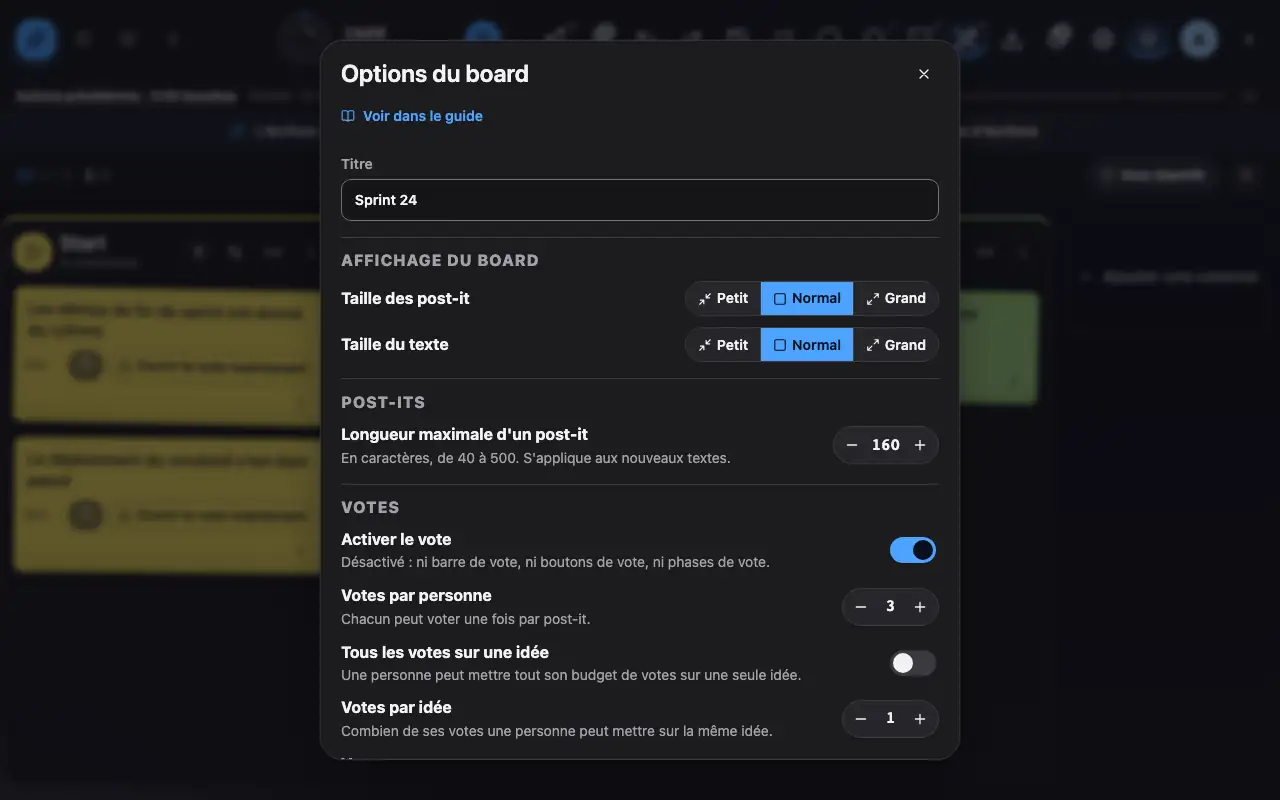 Options du board
Voir dans le guide
Titre
Sprint 24
AFFICHAGE DU BOARD
Taille des post-it
Petit Normal Grand
Taille du texte
Petit Normal Grand
POST-ITS
Longueur maximale d'un post-it
En caractères, de 40 à 500. S'applique aux nouveaux textes.
160
VOTES
Activer le vote
Désactivé : ni barre de vote, ni boutons de vote, ni phases de vote.
Votes par personne
Chacun peut voter une fois par post-it.
3
Tous les votes sur une idée
Une personne peut mettre tout son budget de votes sur une seule idée.
Votes par idée
Combien de ses votes une personne peut mettre sur la même idée.
1
Start